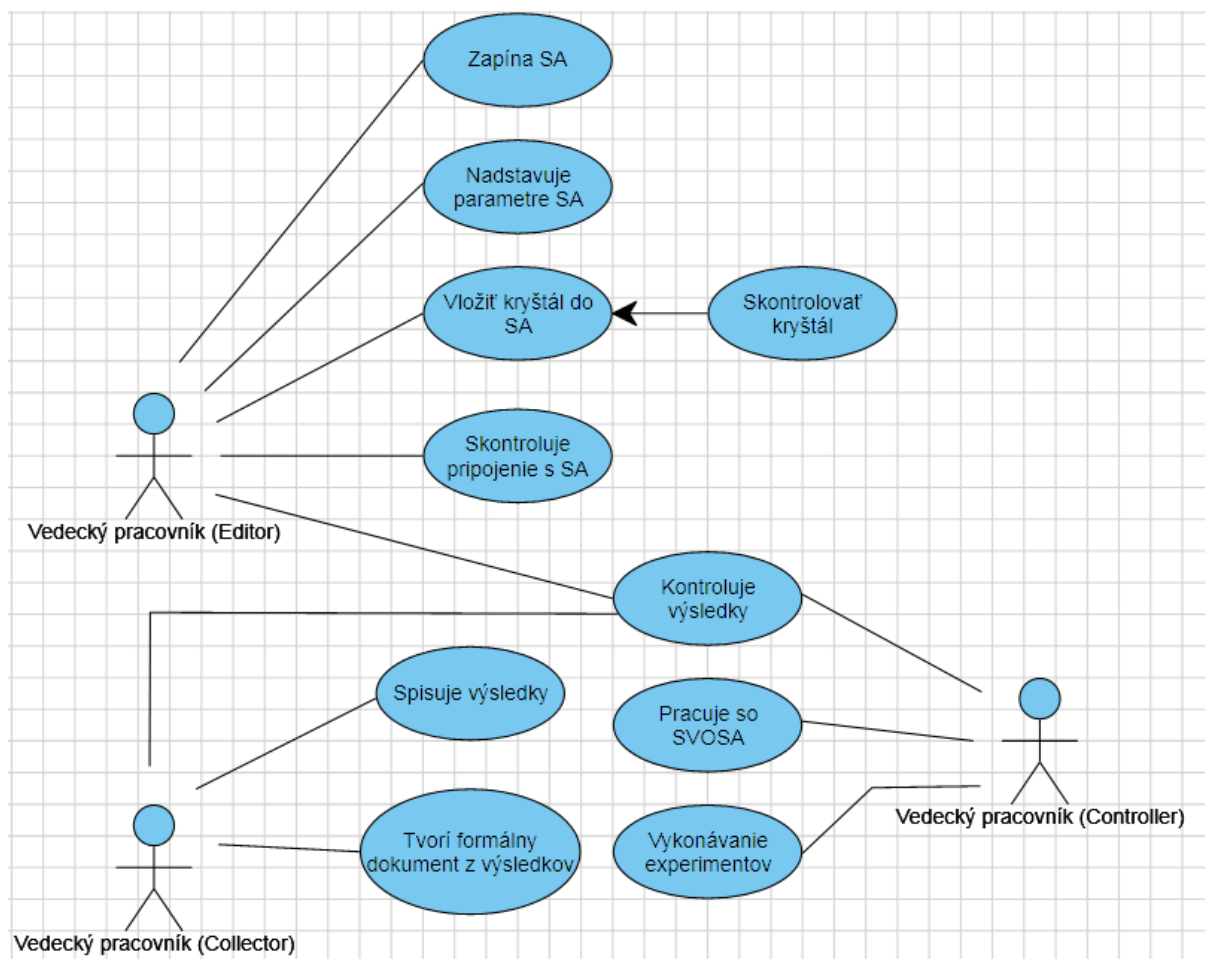 Zapína SA
Nadstavuje
parametre SA
Vložiť kryštál do
SA
Skontrolovať
kryštál
Skontroluje
pripojenie s SA
Vedecký pracovník (Editor)
Kontroluje
výsledky
Spisuje výsledky
Pracuje so
SVOSA
Vedecký pracovník (Controller)
Tvorí formálny
dokument z výsledkov
Vykonávanie
experimentov
Vedecký pracovník (Collector)